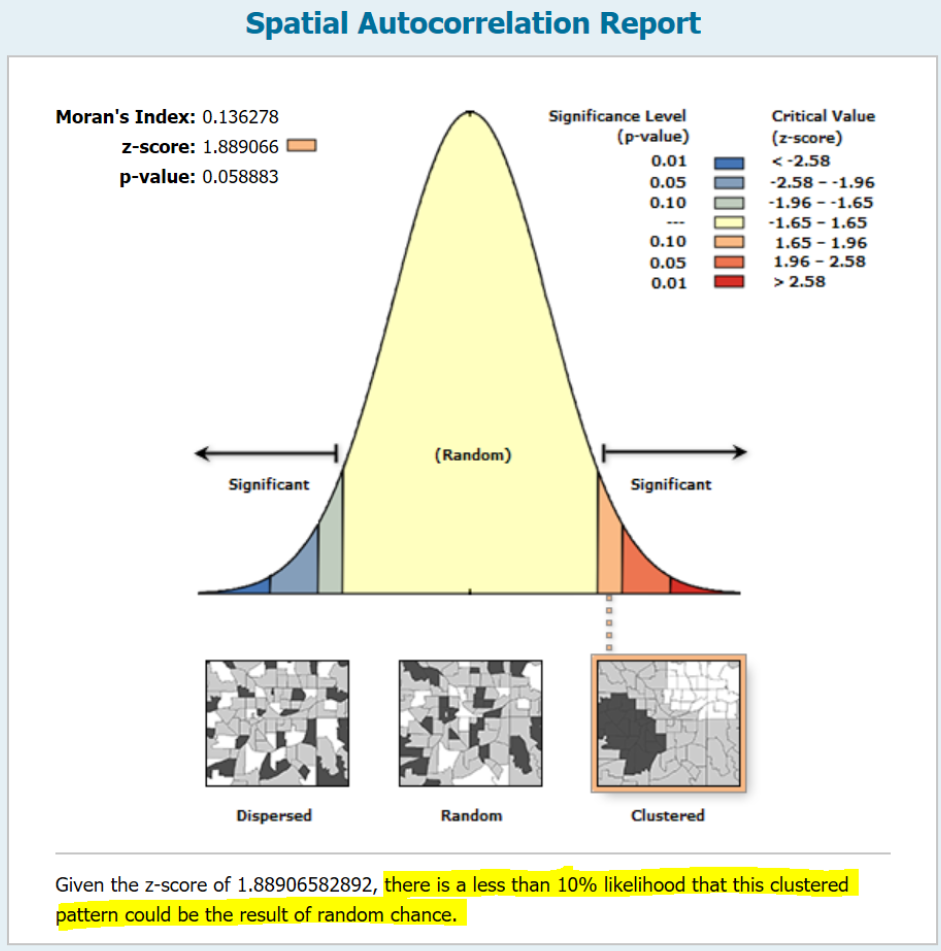 Spatial Autocorrelation Report
Moran's Index: 0.136278
z-score: 1.889066
p-value: 0.058883
Significance Level Critical Value
(p-value) (z-score)
0.01 < -2.58
0.05 -2.58 – -1.96
0.10 -1.96 – -1.65
--- -1.65 – 1.65
0.10 1.65 – 1.96
0.05 1.96 – 2.58
0.01 > 2.58
(Random)
Significant Significant
Dispersed Random Clustered
Given the z-score of 1.88906582892, there is a less than 10% likelihood that this clustered
pattern could be the result of random chance.